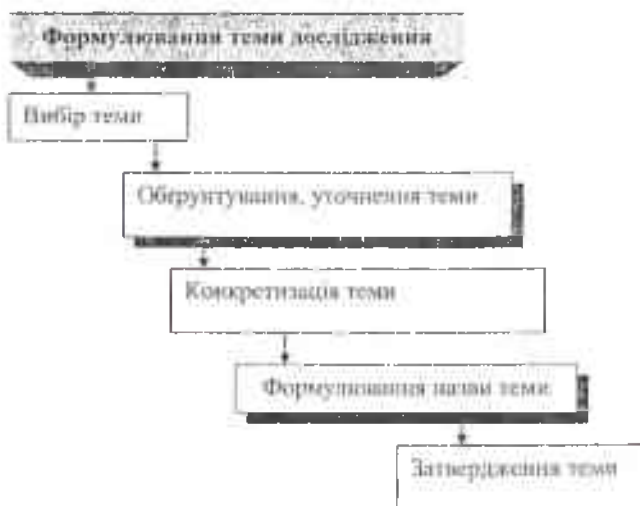 Формулювання теми дослідження
Вибір теми
Обґрунтування, уточнення теми
Конкретизація теми
Формулювання назви теми
Затвердження теми